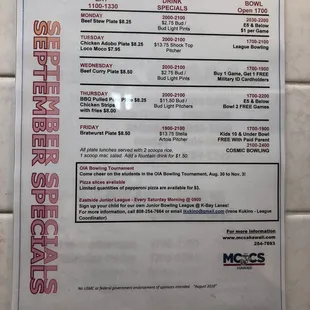 SEPTEMBER SPECIALS
1100-1330
DRINK
SPECIALS
BOWL
Open 1700
MONDAY
Beef Stew Plate $8.25
2000-2100
$2.75 Bud /
Bud Light Pints
2030-2200
E5 & Below
$1 per Game
TUESDAY
Chicken Adobo Plate $8.25
Loco Moco $7.95
2000-2100
$13.75 Shock Top
Pitcher
1700-2100
League Bowling
WEDNESDAY
Beef Curry Plate $8.50
2000-2100
$2.75 Bud /
Bud Light Pints
1700-1900
Buy 1 Game, Get 1 FREE
Military ID Cardholders
THURSDAY
BBQ Pulled Pork Plate $8.25
Chicken Strips
with fries $8.00
2000-2100
$11.50 Bud Light
Pitchers
2000-2100
E5 & Below
Bowl 2 FREE Games
FRIDAY
Bratwurst Plate $8.50
1900-2100
$13.75 Stella
Artois Pitcher
1700-1900
Kids 10 & Under Bowl
FREE With Paid Parent
2100-2400
COSMIC BOWLING
All plate lunches served with 2 scoops rice,
1 scoop mac salad. Add a fountain drink for $1.50
OIA Bowling Tournament
Come cheer on the students in the OIA Bowling Tournament, Aug. 30 to Nov. 3!
Pizza slices available
Limited quantities of pepperoni pizza are available for $3.
Eastside Junior League - Every Saturday Morning @ 0900
Sign up your child for our own Junior Bowling League @ K-Bay Lanes!
For more information, call 808-254-7664 or email
(Irene Kukino - League
Coordinator)
For more information
www.mccshawaii.com
254-7693
MCCS
HAWAII
No USMC or federal government endorsement of sponsors intended.